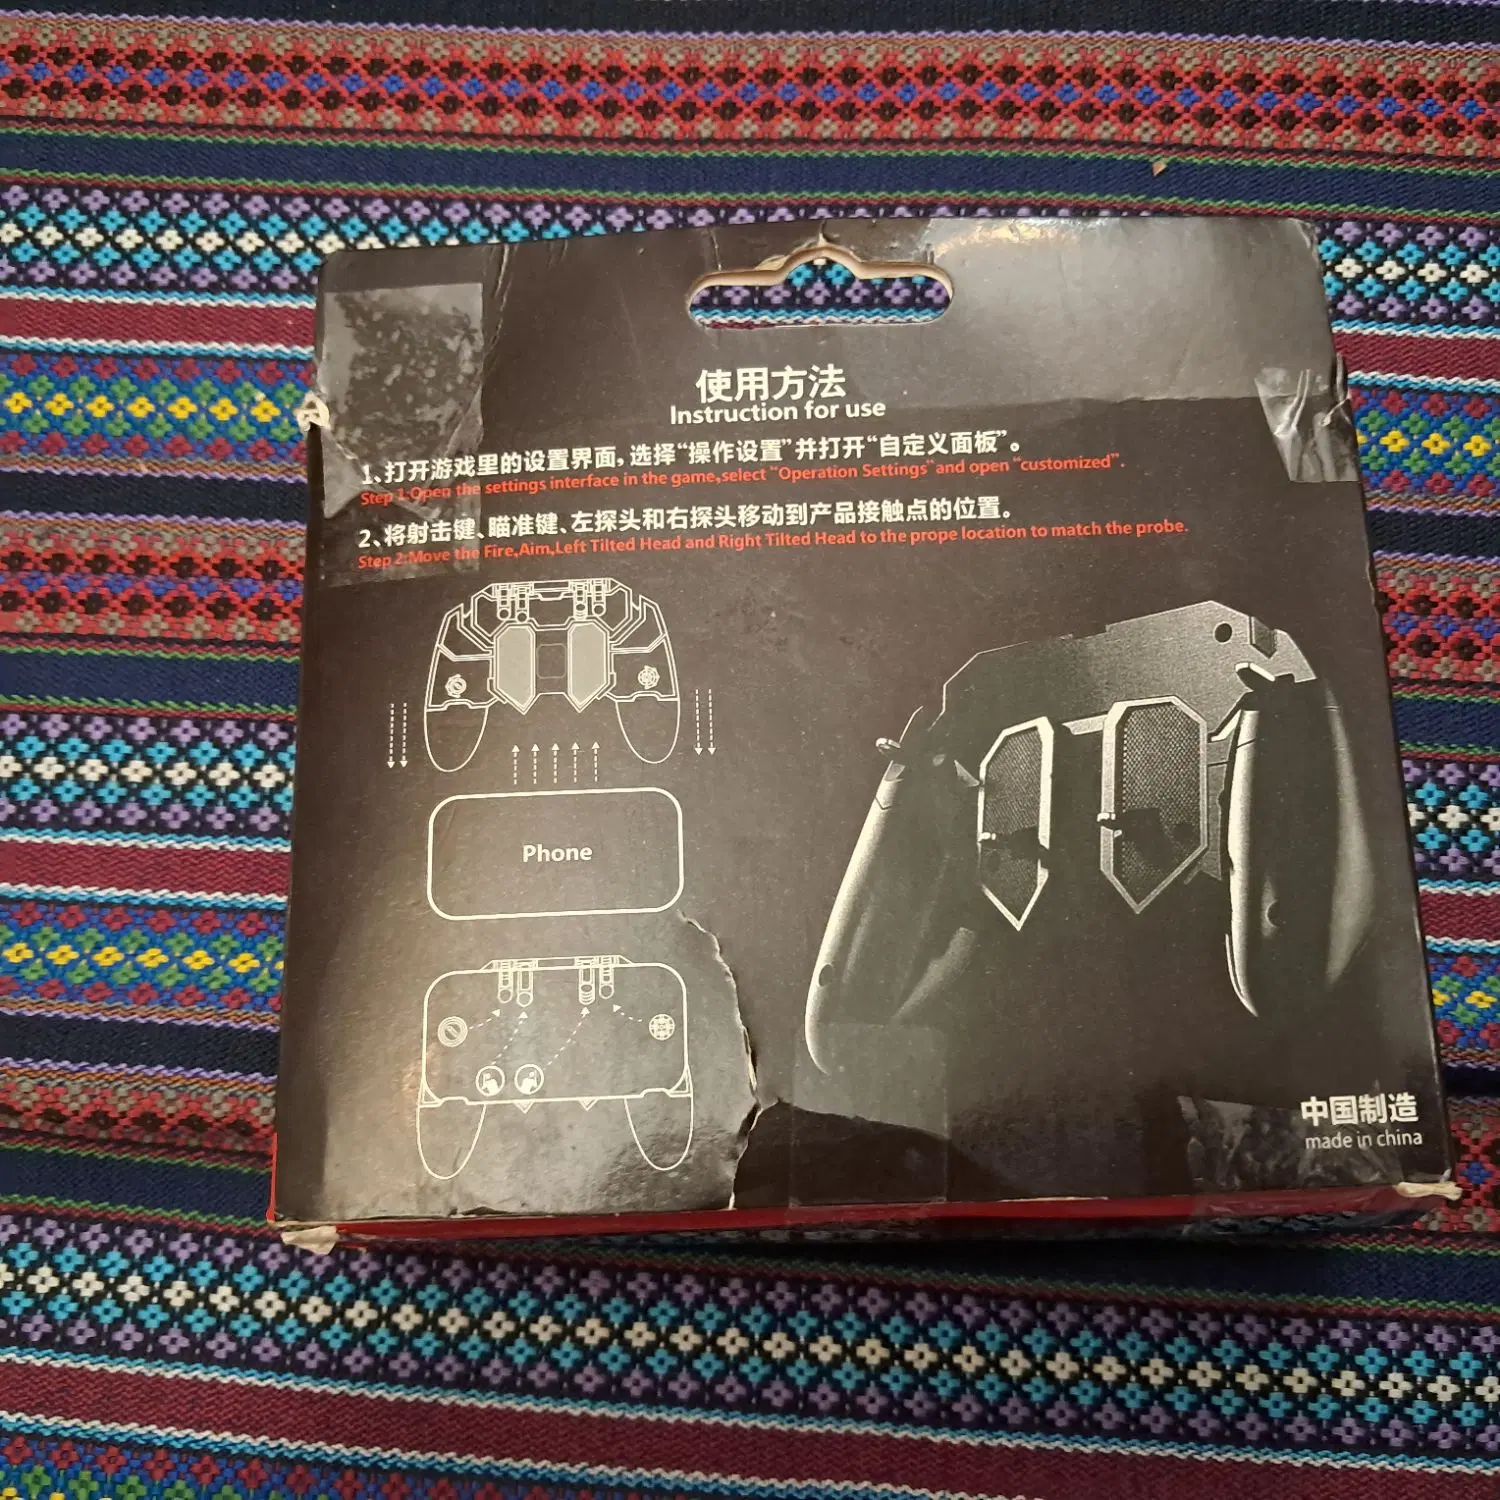 使用方法
Instruction for use
1、打开游戏里的设置界面，选择“操作设置”并打开“自定义面板”。
Step 1:Open the settings interface in the game,select "Operation Settings"and open "customized".
2、将射击键、瞄准键、左探头和右探头移动到产品接触点的位置。
Step 2:Move the Fire,Aim,Left Tilted Head and Right Tilted Head to the prope location to match the probe.
Phone
中国制造
made in china